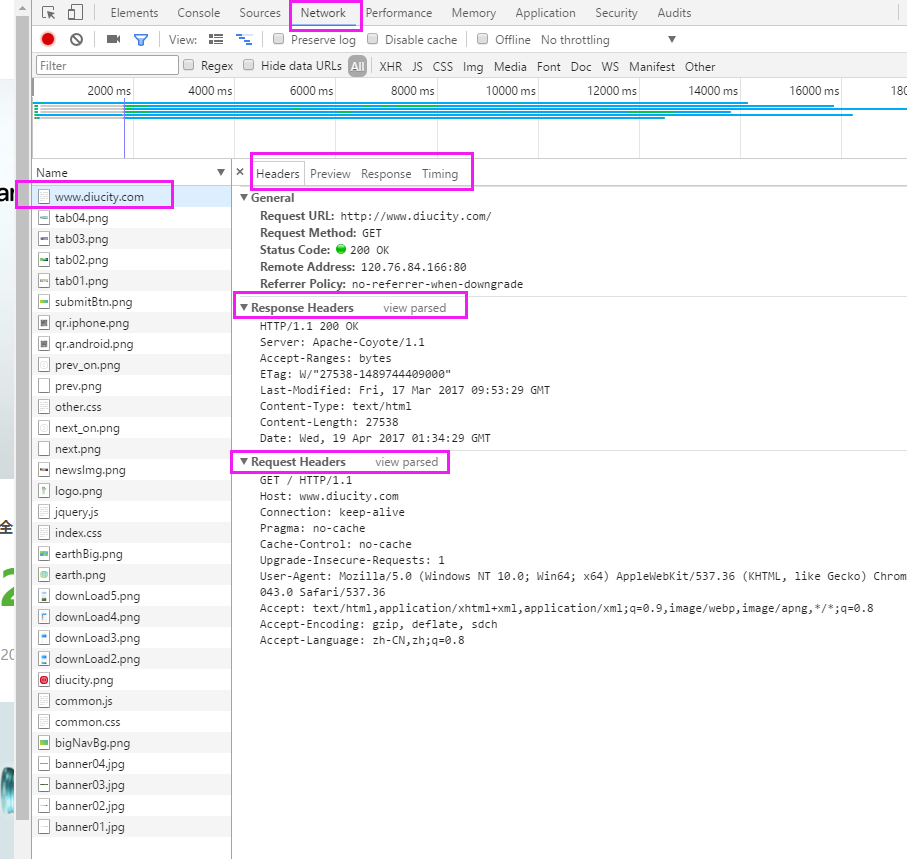 Elements Console Sources Network Performance Memory Application Security Audits
View: Preserve log Disable cache Offline No throttling
Filter Regex Hide data URLs All XHR JS CSS Img Media Font Doc WS Manifest Other
2000 ms 4000 ms 6000 ms 8000 ms 10000 ms 12000 ms 14000 ms 16000 ms 180
Name
www.diucity.com
tab04.png
tab03.png
tab02.png
tab01.png
submitBtn.png
qr.iphone.png
qr.android.png
prev_on.png
prev.png
other.css
next_on.png
next.png
newsImg.png
logo.png
jquery.js
index.css
earthBig.png
earth.png
downLoad5.png
downLoad4.png
downLoad3.png
downLoad2.png
diucity.png
common.js
common.css
bigNavBg.png
banner04.jpg
banner03.jpg
banner02.jpg
banner01.jpg
× Headers Preview Response Timing
General
Request URL: http://www.diucity.com/
Request Method: GET
Status Code: 200 OK
Remote Address: 120.76.84.166:80
Referrer Policy: no-referrer-when-downgrade
Response Headers view parsed
HTTP/1.1 200 OK
Server: Apache-Coyote/1.1
Accept-Ranges: bytes
ETag: W/"27538-1489744409000"
Last-Modified: Fri, 17 Mar 2017 09:53:29 GMT
Content-Type: text/html
Content-Length: 27538
Date: Wed, 19 Apr 2017 01:34:29 GMT
Request Headers view parsed
GET / HTTP/1.1
Host: www.diucity.com
Connection: keep-alive
Pragma: no-cache
Cache-Control: no-cache
Upgrade-Insecure-Requests: 1
User-Agent: Mozilla/5.0 (Windows NT 10.0; Win64; x64) AppleWebKit/537.36 (KHTML, like Gecko) Chrom
043.0 Safari/537.36
Accept: text/html,application/xhtml+xml,application/xml;q=0.9,image/webp,image/apng,*/*;q=0.8
Accept-Encoding: gzip, deflate, sdch
Accept-Language: zh-CN,zh;q=0.8
ar
全
2
20